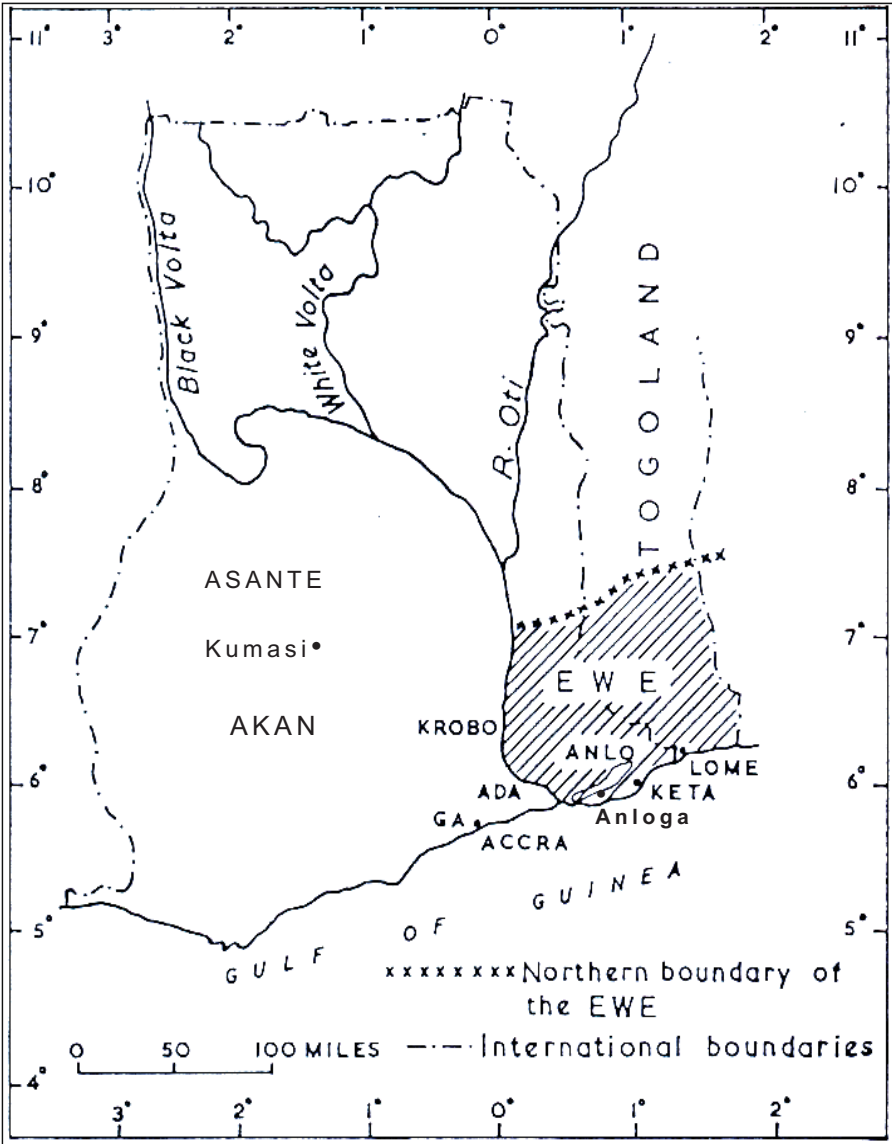 11° 3° 2° 1° 0° 1° 2° 11°
10° 10°
Black Volta
White Volta
TOGOLAND
9° 9°
R. Oti
8° 8°
ASANTE
7° 7°
Kumasi
EWE
AKAN
KROBO
ANLO
LOME
6° 6°
ADA
KETA
Anloga
GA
ACCRA
GULF OF GUINEA
5° 5°
xxxxxxxx Northern boundary of
the EWE
0 50 100 MILES
International boundaries
4°
3° 2° 1° 0° 1° 2°